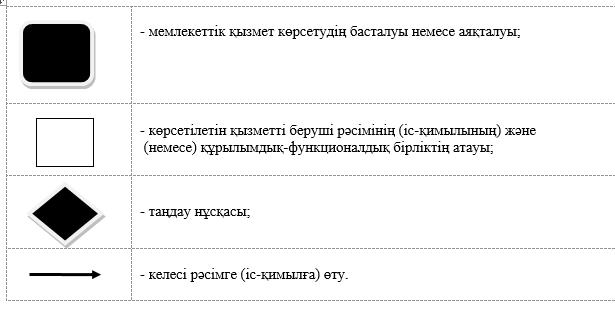 - мемлекеттік қызмет көрсетудің басталуы немесе аяқталуы;
- көрсетілетін қызметті беруші рәсімінің (іс-қимылының) және
(немесе) құрылымдық-функционалдық бірліктің атауы;
- таңдау нұсқасы;
- келесі рәсімге (іс-қимылға) өту.